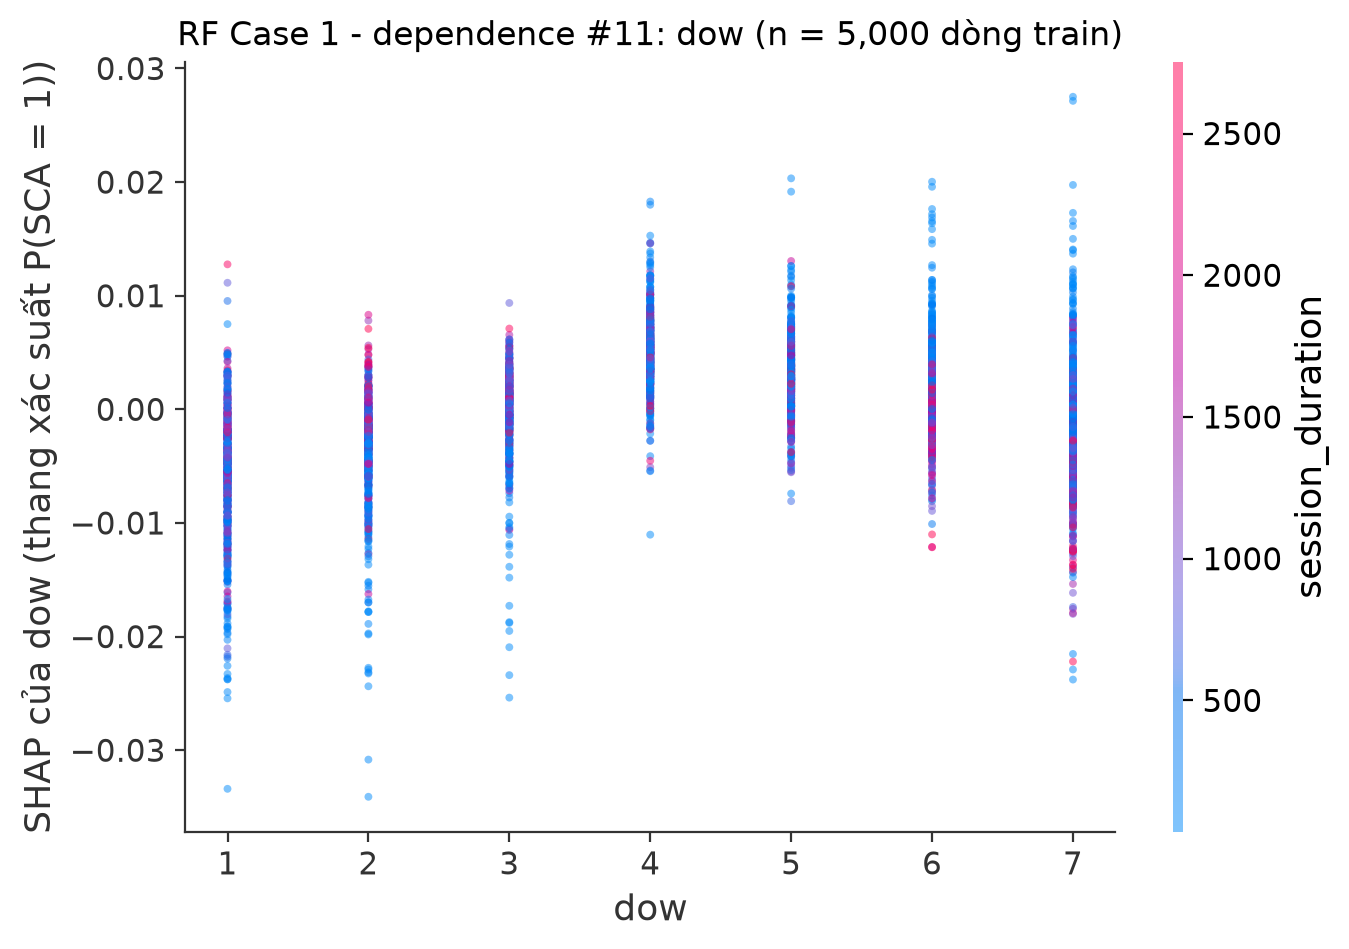 RF Case 1 - dependence #11: dow (n = 5,000 dòng train)
SHAP của dow (thang xác suất P(SCA = 1))
0.03
0.02
0.01
0.00
−0.01
−0.02
−0.03
1 2 3 4 5 6 7
dow
2500
2000
1500
1000
500
session_duration